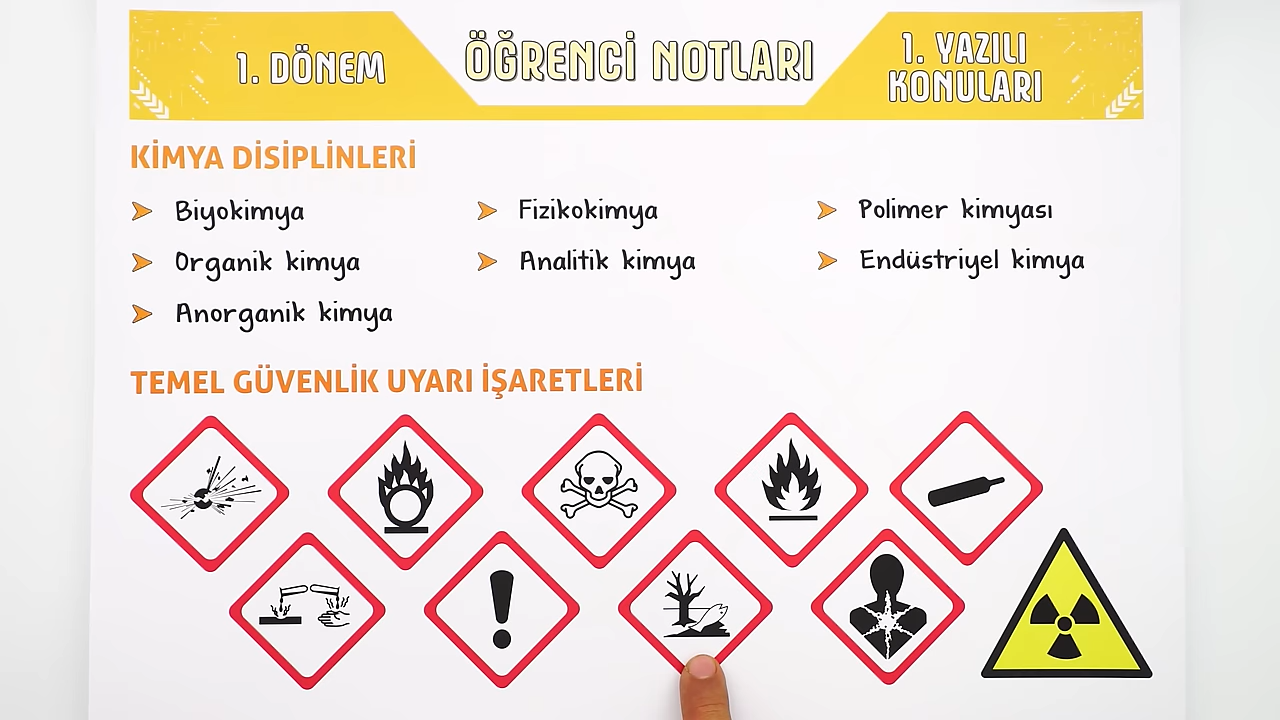 1. DÖNEM
ÖĞRENCİ NOTLARI
1. YAZILI
KONULARI
KİMYA DİSİPLİNLERİ
Biyokimya
Organik kimya
Anorganik kimya
Fizikokimya
Analitik kimya
Polimer kimyası
Endüstriyel kimya
TEMEL GÜVENLİK UYARI İŞARETLERİ